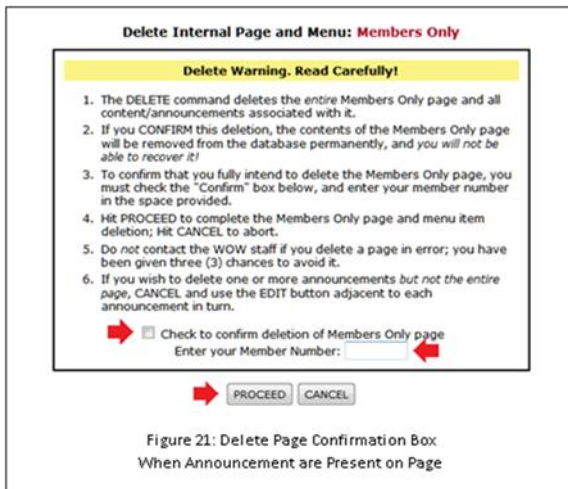 Delete Internal Page and Menu: Members Only
Delete Warning. Read Carefully!
1. The DELETE command deletes the entire Members Only page and all
content/announcements associated with it.
2. If you CONFIRM this deletion, the contents of the Members Only page
will be removed from the database permanently, and you will not be
able to recover it!
3. To confirm that you fully intend to delete the Members Only page, you
must check the "Confirm" box below, and enter your member number
in the space provided.
4. Hit PROCEED to complete the Members Only page and menu item
deletion; Hit CANCEL to abort.
5. Do not contact the WOW staff if you delete a page in error; you have
been given three (3) chances to avoid it.
6. If you wish to delete one or more announcements but not the entire
page, CANCEL and use the EDIT button adjacent to each
announcement in turn.
Check to confirm deletion of Members Only page
Enter your Member Number:
PROCEED CANCEL
Figure 21: Delete Page Confirmation Box
When Announcement are Present on Page